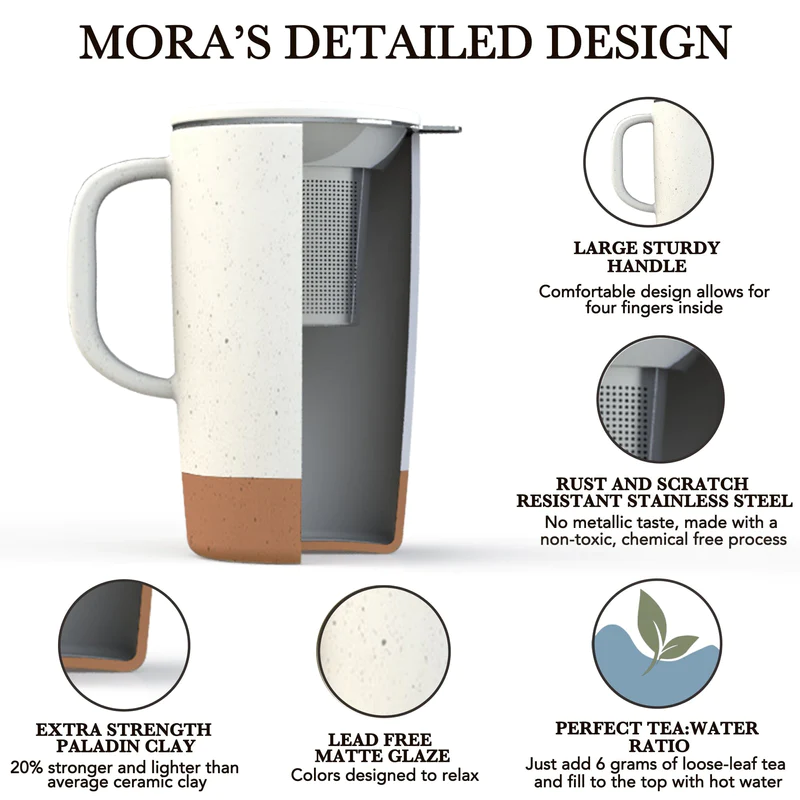 MORA'S DETAILED DESIGN
LARGE STURDY
HANDLE
Comfortable design allows for
four fingers inside
RUST AND SCRATCH
RESISTANT STAINLESS STEEL
No metallic taste, made with a
non-toxic, chemical free process
EXTRA STRENGTH
PALADIN CLAY
20% stronger and lighter than
average ceramic clay
LEAD FREE
MATTE GLAZE
Colors designed to relax
PERFECT TEA:WATER
RATIO
Just add 6 grams of loose-leaf tea
and fill to the top with hot water